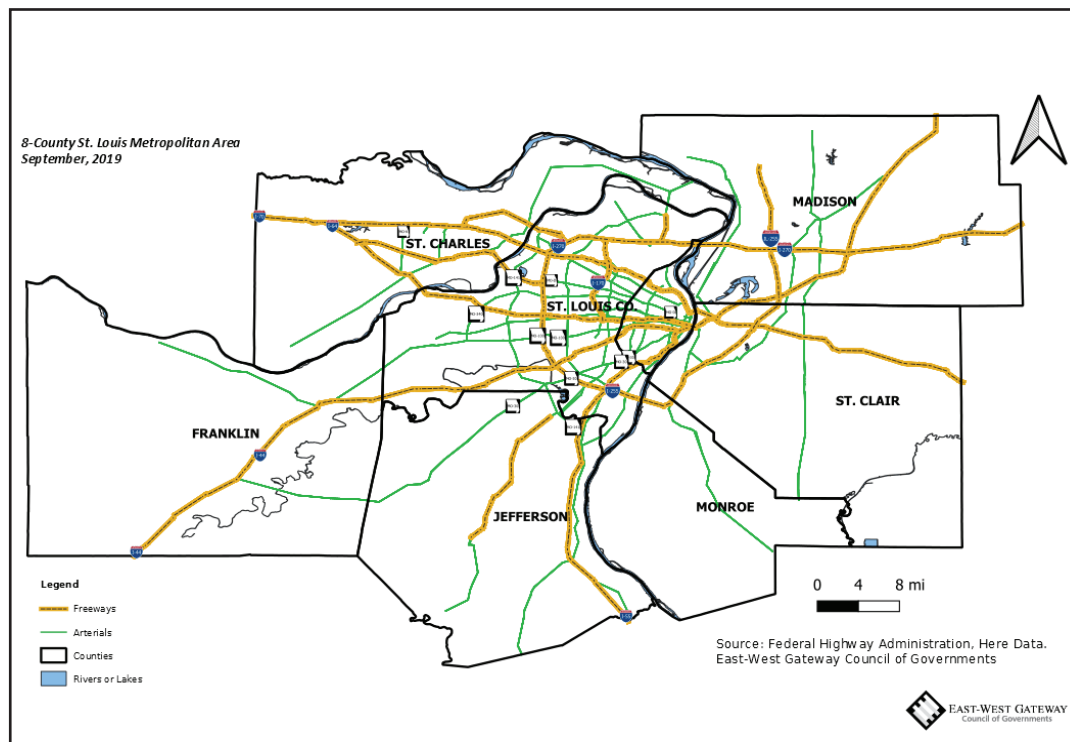 8-County St. Louis Metropolitan Area
September, 2019
MADISON
ST. CHARLES
ST. LOUIS CO.
ST. CLAIR
FRANKLIN
JEFFERSON
MONROE
Legend
Freeways
Arterials
Counties
Rivers or Lakes
0 4 8 mi
Source: Federal Highway Administration, Here Data.
East-West Gateway Council of Governments
EAST-WEST GATEWAY
Council of Governments